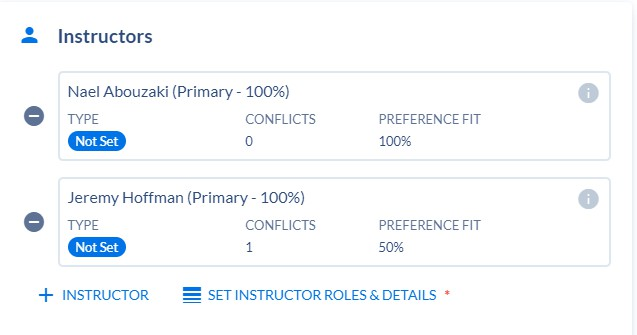 Instructors
Nael Abouzaki (Primary - 100%)
TYPE CONFLICTS PREFERENCE FIT
Not Set 0 100%
Jeremy Hoffman (Primary - 100%)
TYPE CONFLICTS PREFERENCE FIT
Not Set 1 50%
+ INSTRUCTOR SET INSTRUCTOR ROLES & DETAILS *